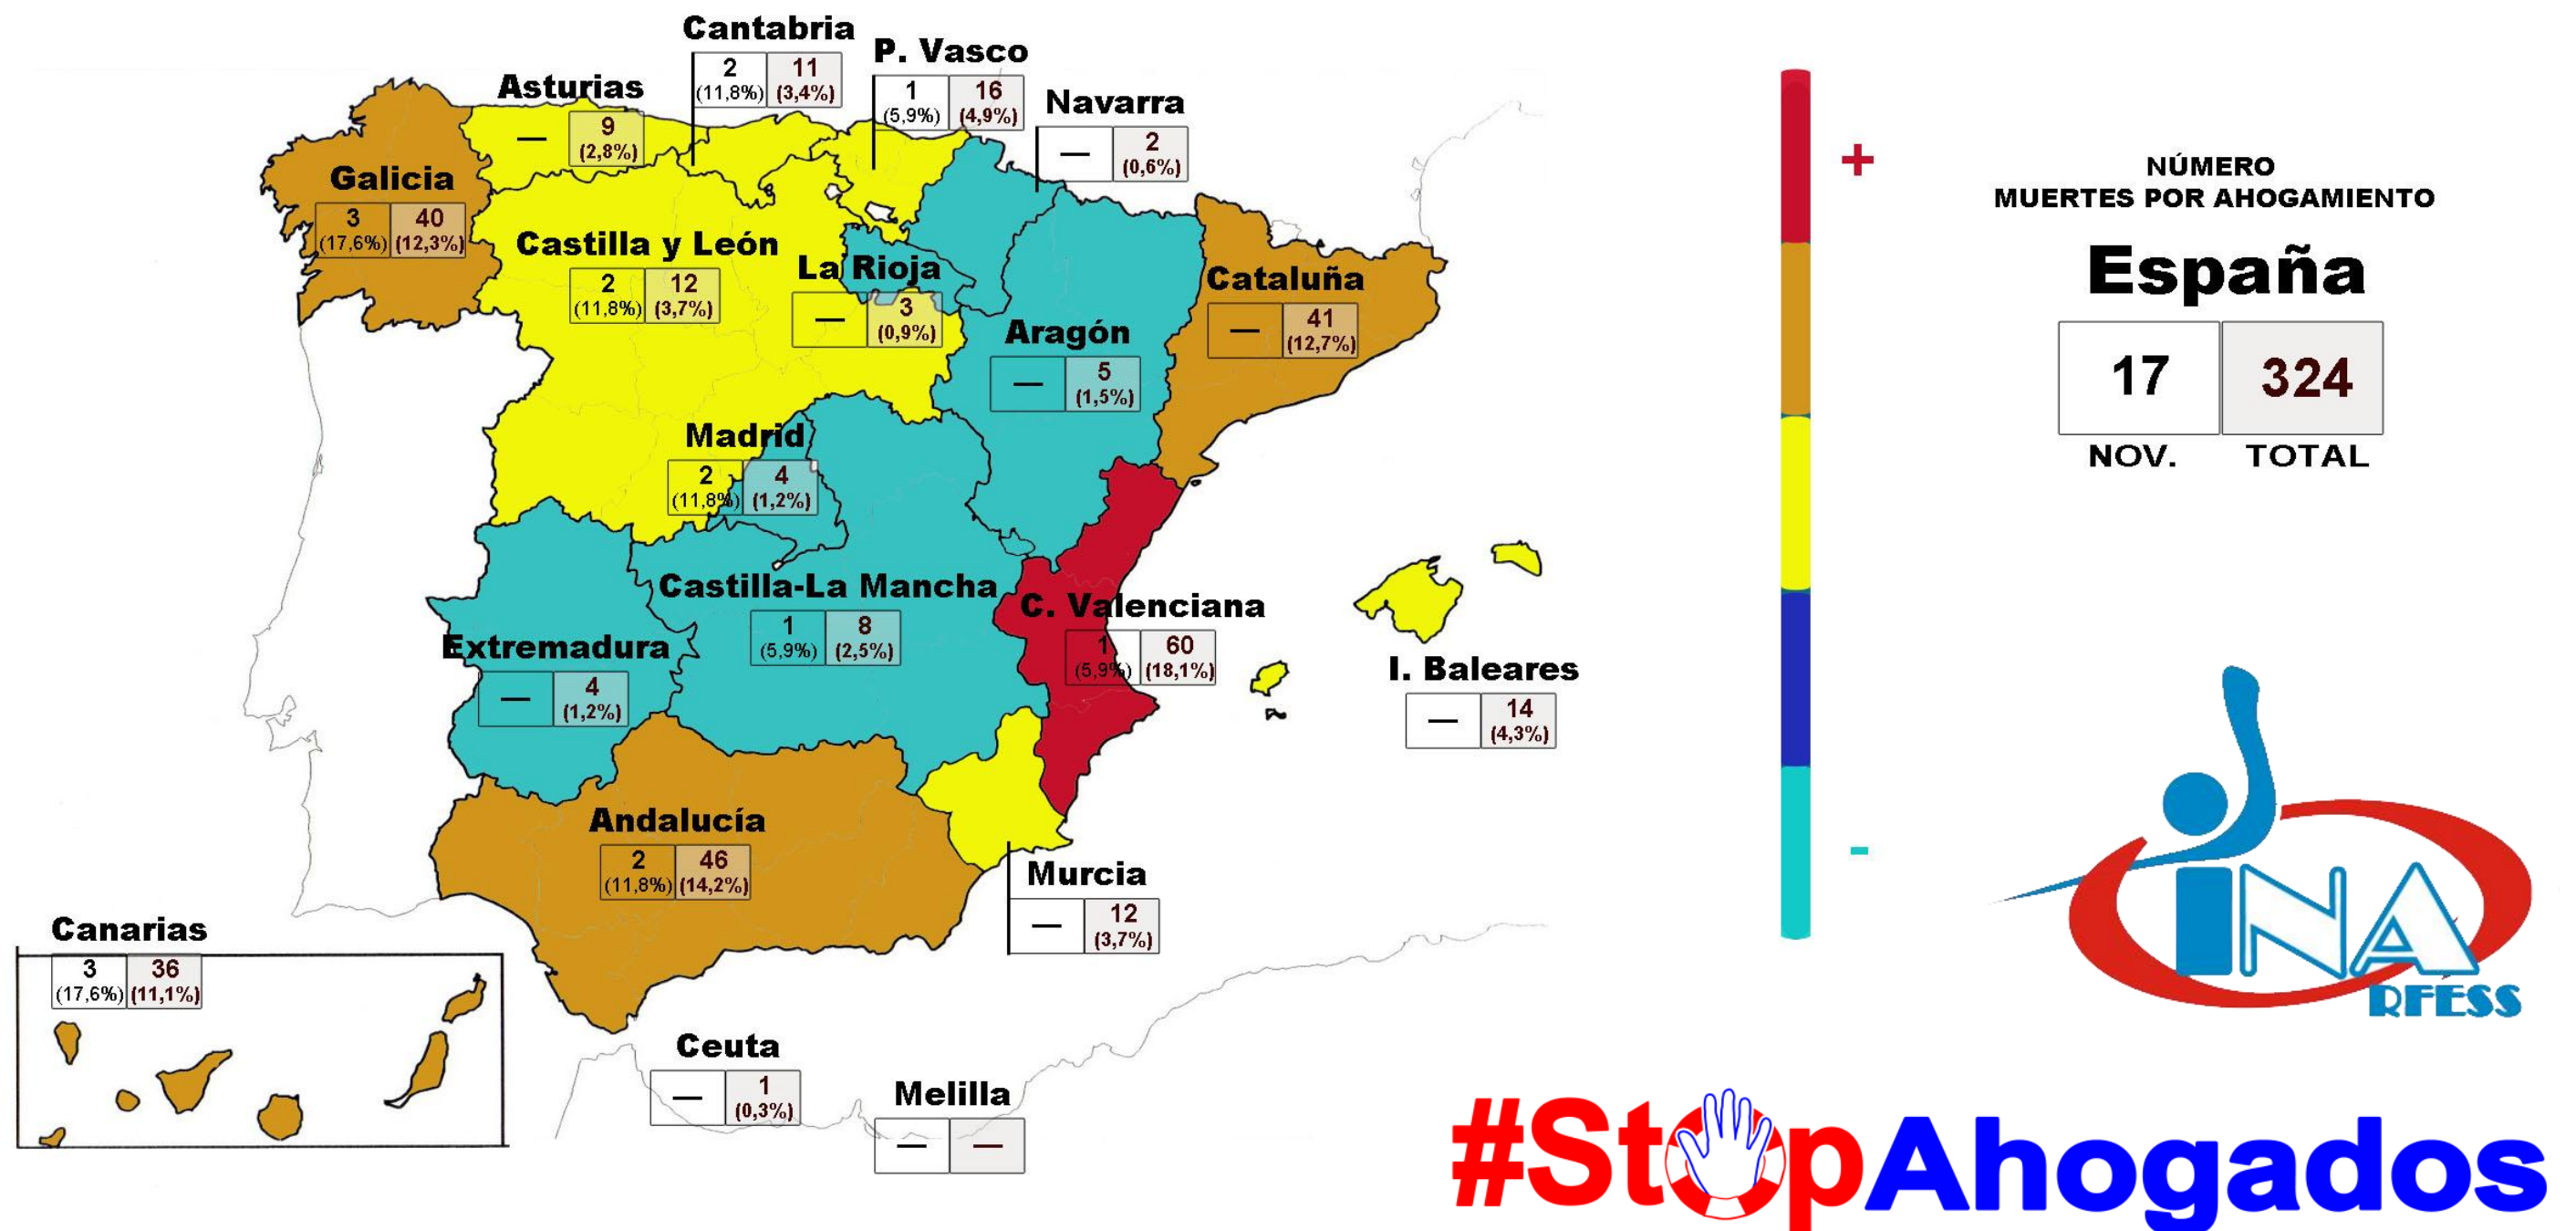 Cantabria
2 11
(11,8%) (3,4%)
P. Vasco
1 16
(5,9%) (4,9%)
Navarra
— 2
(0,6%)
Asturias
— 9
(2,8%)
Galicia
3 40
(17,6%) (12,3%)
Castilla y León
2 12
(11,8%) (3,7%)
La Rioja
— 3
(0,9%)
Aragón
— 5
(1,5%)
Cataluña
— 41
(12,7%)
Madrid
2 4
(11,8%) (1,2%)
Castilla-La Mancha
1 8
(5,9%) (2,5%)
C. Valenciana
1 60
(5,9%) (18,1%)
Extremadura
— 4
(1,2%)
I. Baleares
— 14
(4,3%)
Andalucía
2 46
(11,8%) (14,2%)
Murcia
— 12
(3,7%)
Canarias
3 36
(17,6%) (11,1%)
Ceuta
— 1
(0,3%)
Melilla
— —
+
-
NÚMERO
MUERTES POR AHOGAMIENTO
España
17 324
NOV. TOTAL
INA
RFESS
#StopAhogados